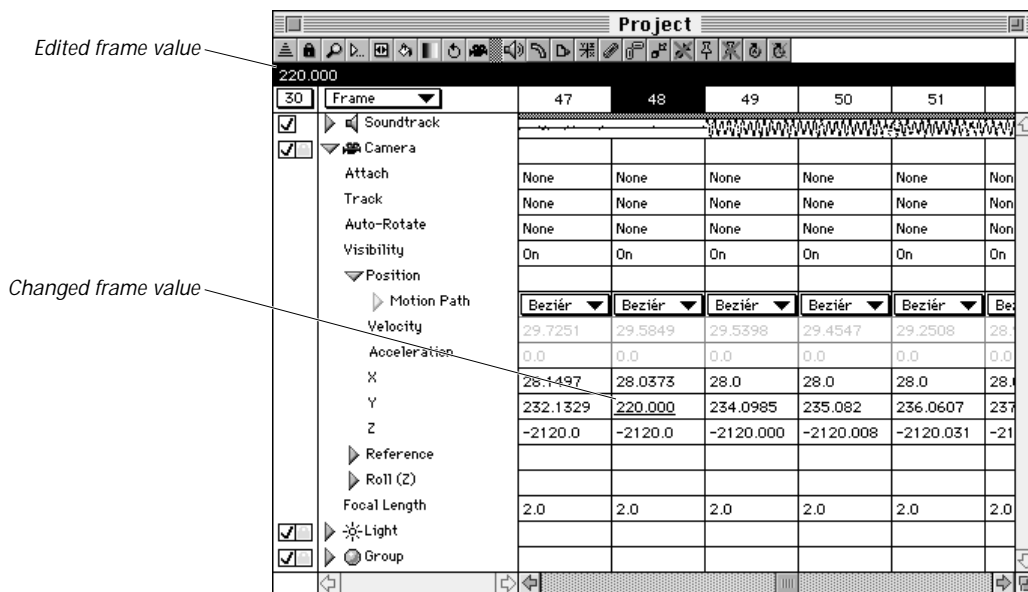 Project
Edited frame value
220.000
30 Frame 47 48 49 50 51
Soundtrack
Camera
Attach None None None None None Non
Track None None None None None Non
Auto-Rotate None None None None None Non
Visibility On On On On On On
Position
Changed frame value
Motion Path Beziér Beziér Beziér Beziér Beziér Be
Velocity 29.7251 29.5849 29.5398 29.4547 29.2508 28.
Acceleration 0.0 0.0 0.0 0.0 0.0 0.0
X 28.1497 28.0373 28.0 28.0 28.0 28.
Y 232.1329 220.000 234.0985 235.082 236.0607 237
Z -2120.0 -2120.0 -2120.000 -2120.008 -2120.031 -21
Reference
Roll (Z)
Focal Length 2.0 2.0 2.0 2.0 2.0 2.0
Light
Group